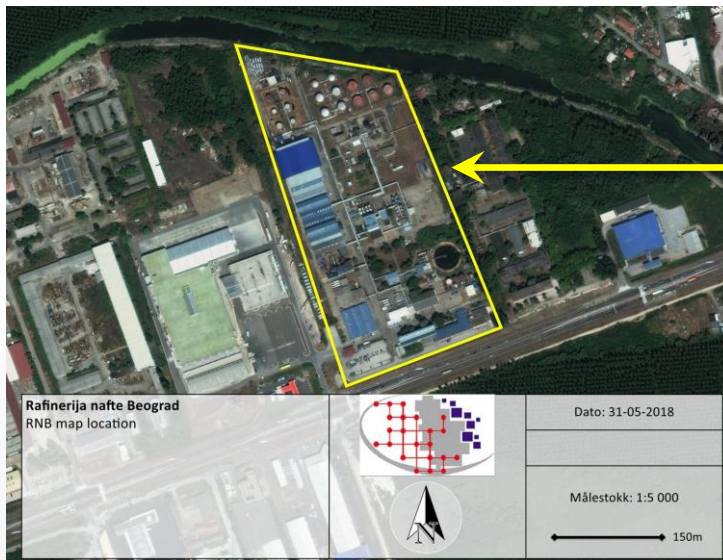 Rafinerija nafte Beograd
RNB map location
N
Dato: 31-05-2018
Målestokk: 1:5 000
150m